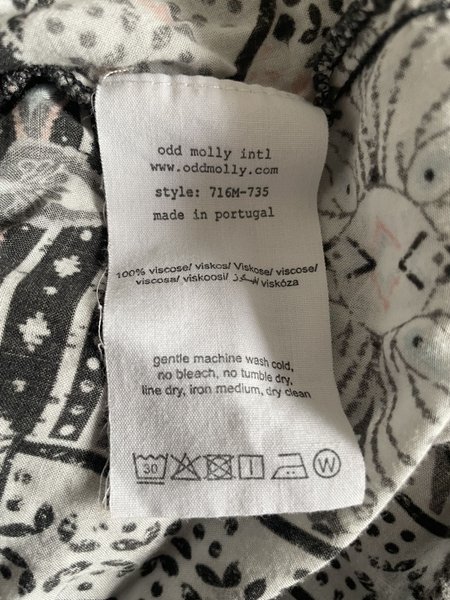 odd molly intl
www.oddmolly.com
style: 716M-735
made in portugal
100% viscose/ viskos/ Viskose/ viscose/
viscosa/ viskoosi/ فيسكوز/ viskóza
gentle machine wash cold,
no bleach, no tumble dry,
line dry, iron medium, dry clean
30 W